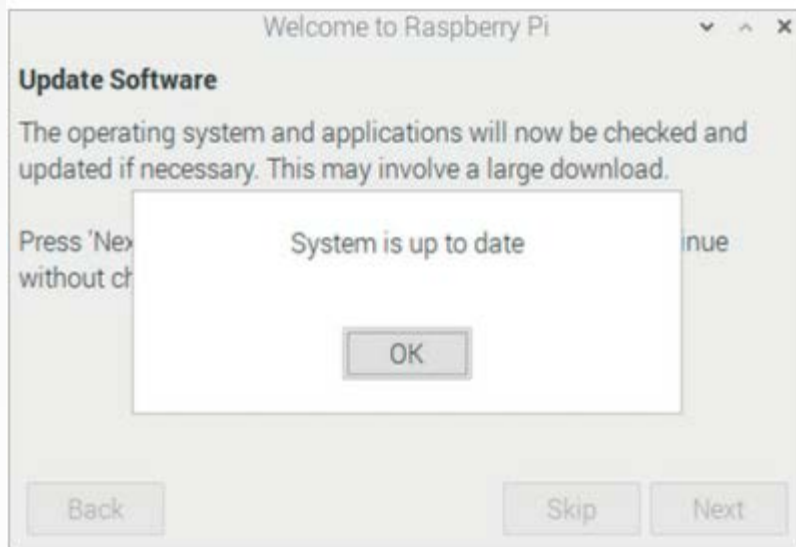 Welcome to Raspberry Pi
Update Software
The operating system and applications will now be checked and
updated if necessary. This may involve a large download.
Press 'Nex inue
without ch
System is up to date
OK
Back Skip Next